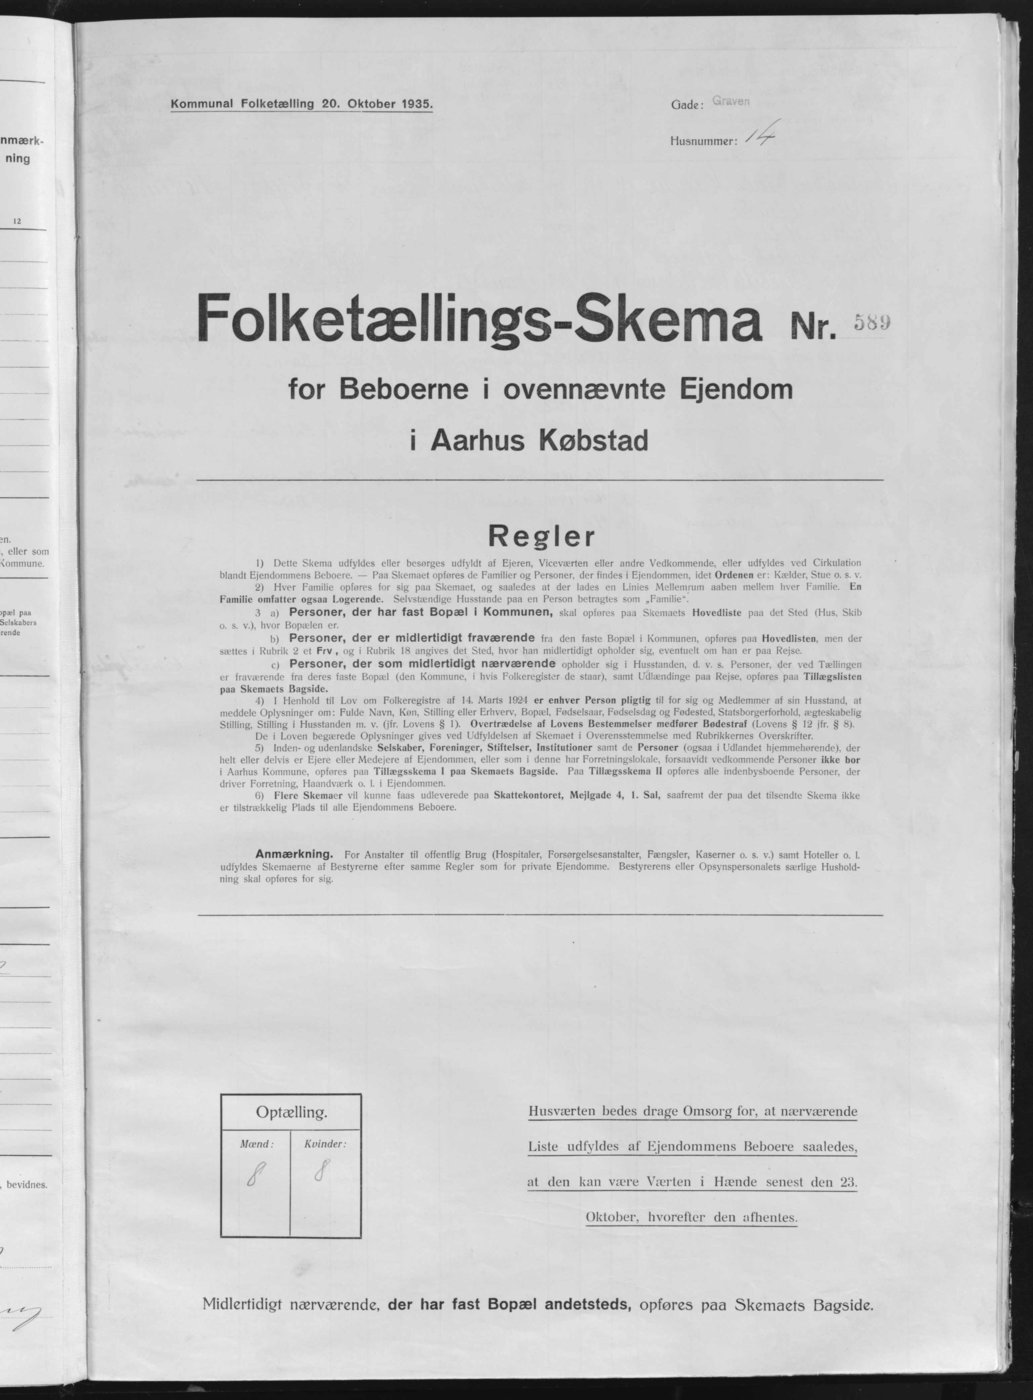 nmærk-
ning
12
en.
, eller som
Kommune.
opæl paa
Selskabers
rende
, bevidnes.
Kommunal Folketælling 20. Oktober 1935.
Gade: Graven
Husnummer: 14
Folketællings-Skema Nr. 589
for Beboerne i ovennævnte Ejendom
i Aarhus Købstad
Regler
1) Dette Skema udfyldes eller besørges udfyldt af Ejeren, Viceværten eller andre Vedkommende, eller udfyldes ved Cirkulation
blandt Ejendommens Beboere. — Paa Skemaet opføres de Familier og Personer, der findes i Ejendommen, idet Ordenen er: Kælder, Stue o. s. v.
2) Hver Familie opføres for sig paa Skemaet, og saaledes at der lades en Linies Mellemrum aaben mellem hver Familie. En
Familie omfatter ogsaa Logerende. Selvstændige Husstande paa en Person betragtes som „Familie“.
3 a) Personer, der har fast Bopæl i Kommunen, skal opføres paa Skemaets Hovedliste paa det Sted (Hus, Skib
o. s. v.), hvor Bopælen er.
b) Personer, der er midlertidigt fraværende fra den faste Bopæl i Kommunen, opføres paa Hovedlisten, men der
sættes i Rubrik 2 et Frv, og i Rubrik 18 angives det Sted, hvor han midlertidigt opholder sig, eventuelt om han er paa Rejse.
c) Personer, der som midlertidigt nærværende opholder sig i Husstanden, d. v. s. Personer, der ved Tællingen
er fraværende fra deres faste Bopæl (den Kommune, i hvis Folkeregister de staar), samt Udlændinge paa Rejse, opføres paa Tillægslisten
paa Skemaets Bagside.
4) I Henhold til Lov om Folkeregistre af 14. Marts 1924 er enhver Person pligtig til for sig og Medlemmer af sin Husstand, at
meddele Oplysninger om: Fulde Navn, Køn, Stilling eller Erhverv, Bopæl, Fødselsaar, Fødselsdag og Fødested, Statsborgerforhold, ægteskabelig
Stilling, Stilling i Husstanden m. v. (jfr. Lovens § 1). Overtrædelse af Lovens Bestemmelser medfører Bødestraf (Lovens § 12 jfr. § 8).
De i Loven begærede Oplysninger gives ved Udfyldelsen af Skemaet i Overensstemmelse med Rubrikkernes Overskrifter.
5) Inden- og udenlandske Selskaber, Foreninger, Stiftelser, Institutioner samt de Personer (ogsaa i Udlandet hjemmehørende), der
helt eller delvis er Ejere eller Medejere af Ejendommen, eller som i denne har Forretningslokale, forsaavidt vedkommende Personer ikke bor
i Aarhus Kommune, opføres paa Tillægsskema I paa Skemaets Bagside. Paa Tillægsskema II opføres alle indenbysboende Personer, der
driver Forretning, Haandværk o. l. i Ejendommen.
6) Flere Skemaer vil kunne faas udleverede paa Skattekontoret, Mejlgade 4, 1. Sal, saafremt der paa det tilsendte Skema ikke
er tilstrækkelig Plads til alle Ejendommens Beboere.
Anmærkning. For Anstalter til offentlig Brug (Hospitaler, Forsørgelsesanstalter, Fængsler, Kaserner o. s. v.) samt Hoteller o. l.
udfyldes Skemaerne af Bestyrerne efter samme Regler som for private Ejendomme. Bestyrerens eller Opsynspersonalets særlige Hushold-
ning skal opføres for sig.
Optælling.
Mænd: Kvinder:
8 8
Husværten bedes drage Omsorg for, at nærværende
Liste udfyldes af Ejendommens Beboere saaledes,
at den kan være Værten i Hænde senest den 23.
Oktober, hvorefter den afhentes.
Midlertidigt nærværende, der har fast Bopæl andetsteds, opføres paa Skemaets Bagside.